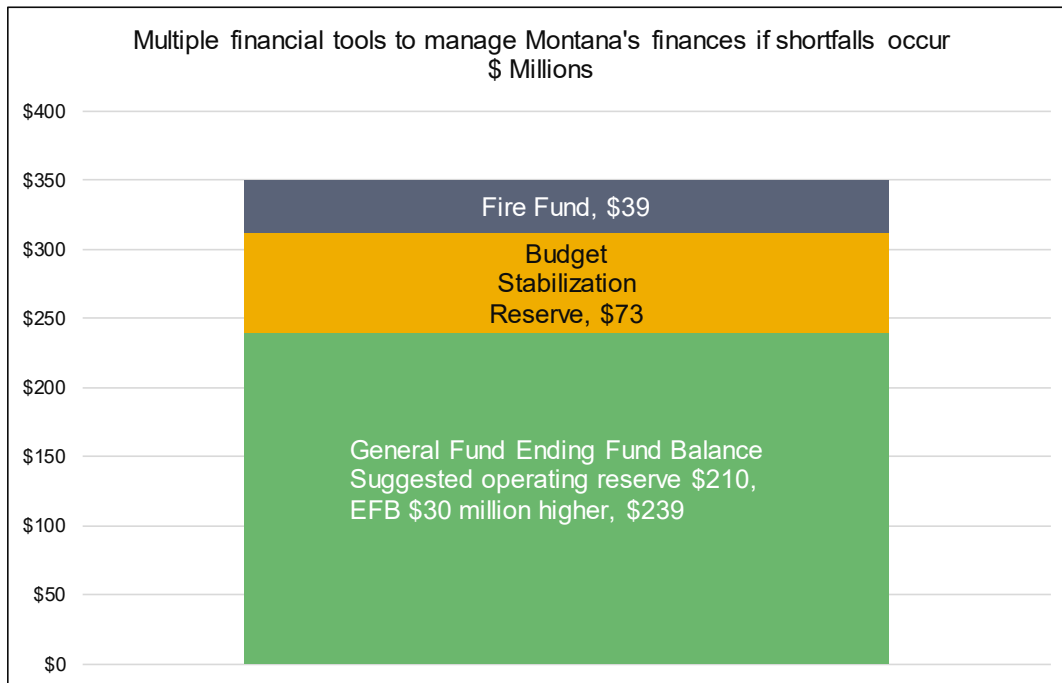 Multiple financial tools to manage Montana's finances if shortfalls occur
$ Millions
$400
$350
Fire Fund, $39
$300
Budget
Stabilization
Reserve, $73
$250
$200
General Fund Ending Fund Balance
$150
Suggested operating reserve $210,
EFB $30 million higher, $239
$100
$50
$0